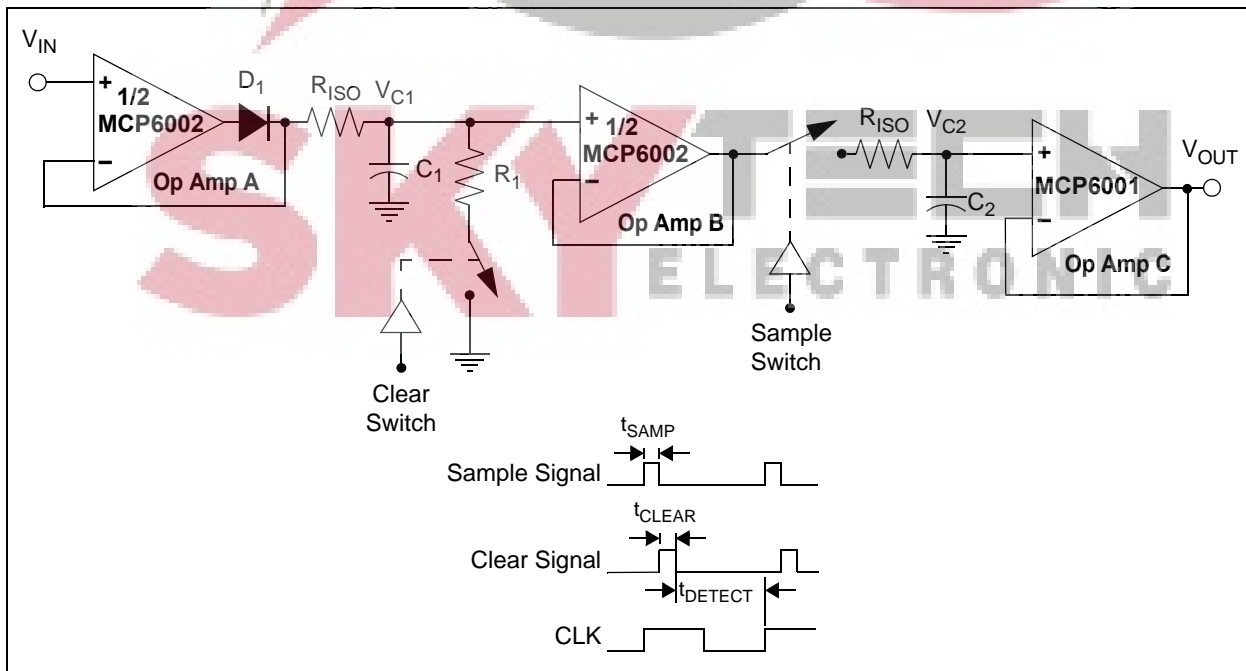 V_IN
1/2
MCP6002
Op Amp A
D_1
R_ISO
V_C1
C_1
R_1
Clear
Switch
1/2
MCP6002
Op Amp B
Sample
Switch
R_ISO
V_C2
C_2
MCP6001
Op Amp C
V_OUT
SKYTECH
ELECTRONIC
t_SAMP
Sample Signal
t_CLEAR
Clear Signal
t_DETECT
CLK